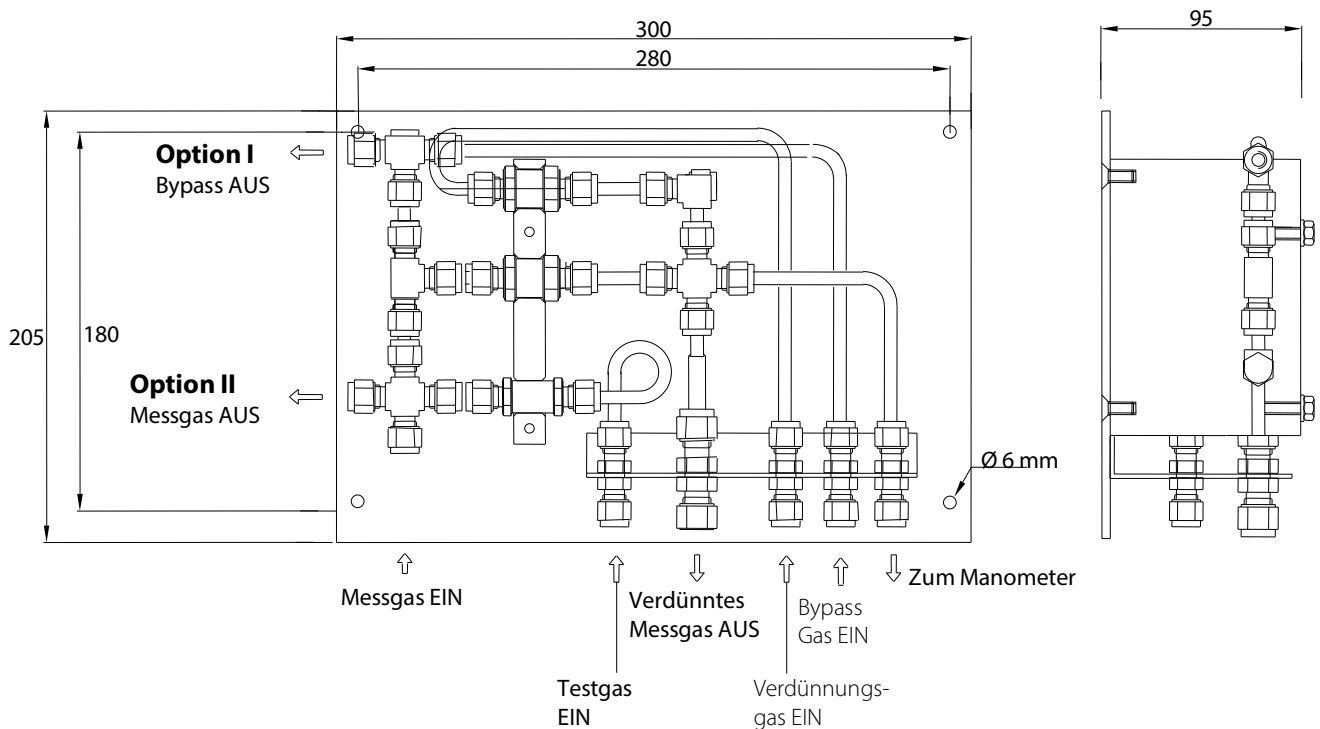 300
95
280
Option I
Bypass AUS
205
180
Option II
Messgas AUS
Ø 6 mm
Messgas EIN
Verdünntes
Messgas AUS
Bypass
Gas EIN
Zum Manometer
Testgas
EIN
Verdünnungs-
gas EIN